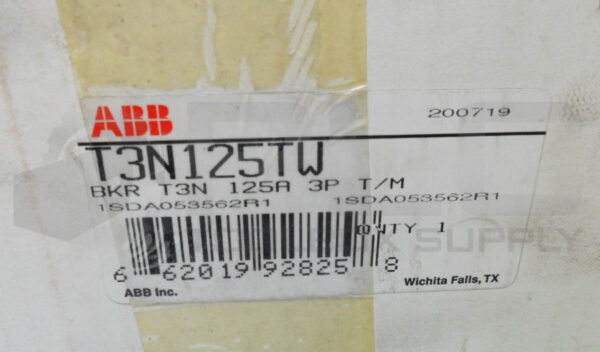 ABB
200719
T3N125TW
BKR T3N 125A 3P T/M
1SDA053562R1 1SDA053562R1
QNTY 1
SUPPLY
6 62019 92825 8
ABB Inc.
Wichita Falls, TX